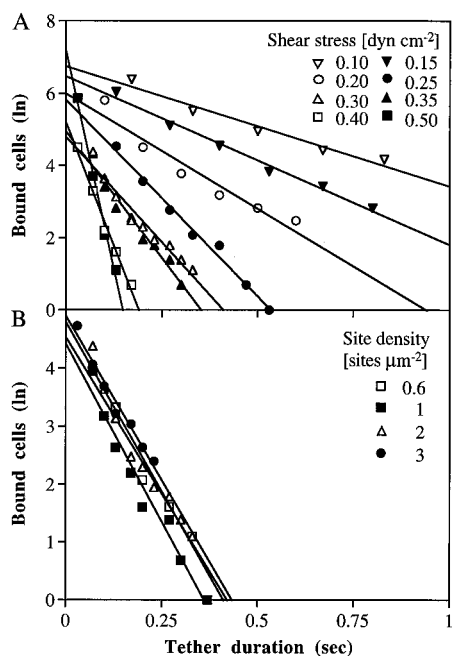 A
8
6
4
2
0
Bound cells (ln)
Shear stress [dyn cm-2]
0.10 0.15
0.20 0.25
0.30 0.35
0.40 0.50
B
4
3
2
1
0
Bound cells (ln)
Site density
[sites µm-2]
0.6
1
2
3
0 0.25 0.5 0.75 1
Tether duration (sec)